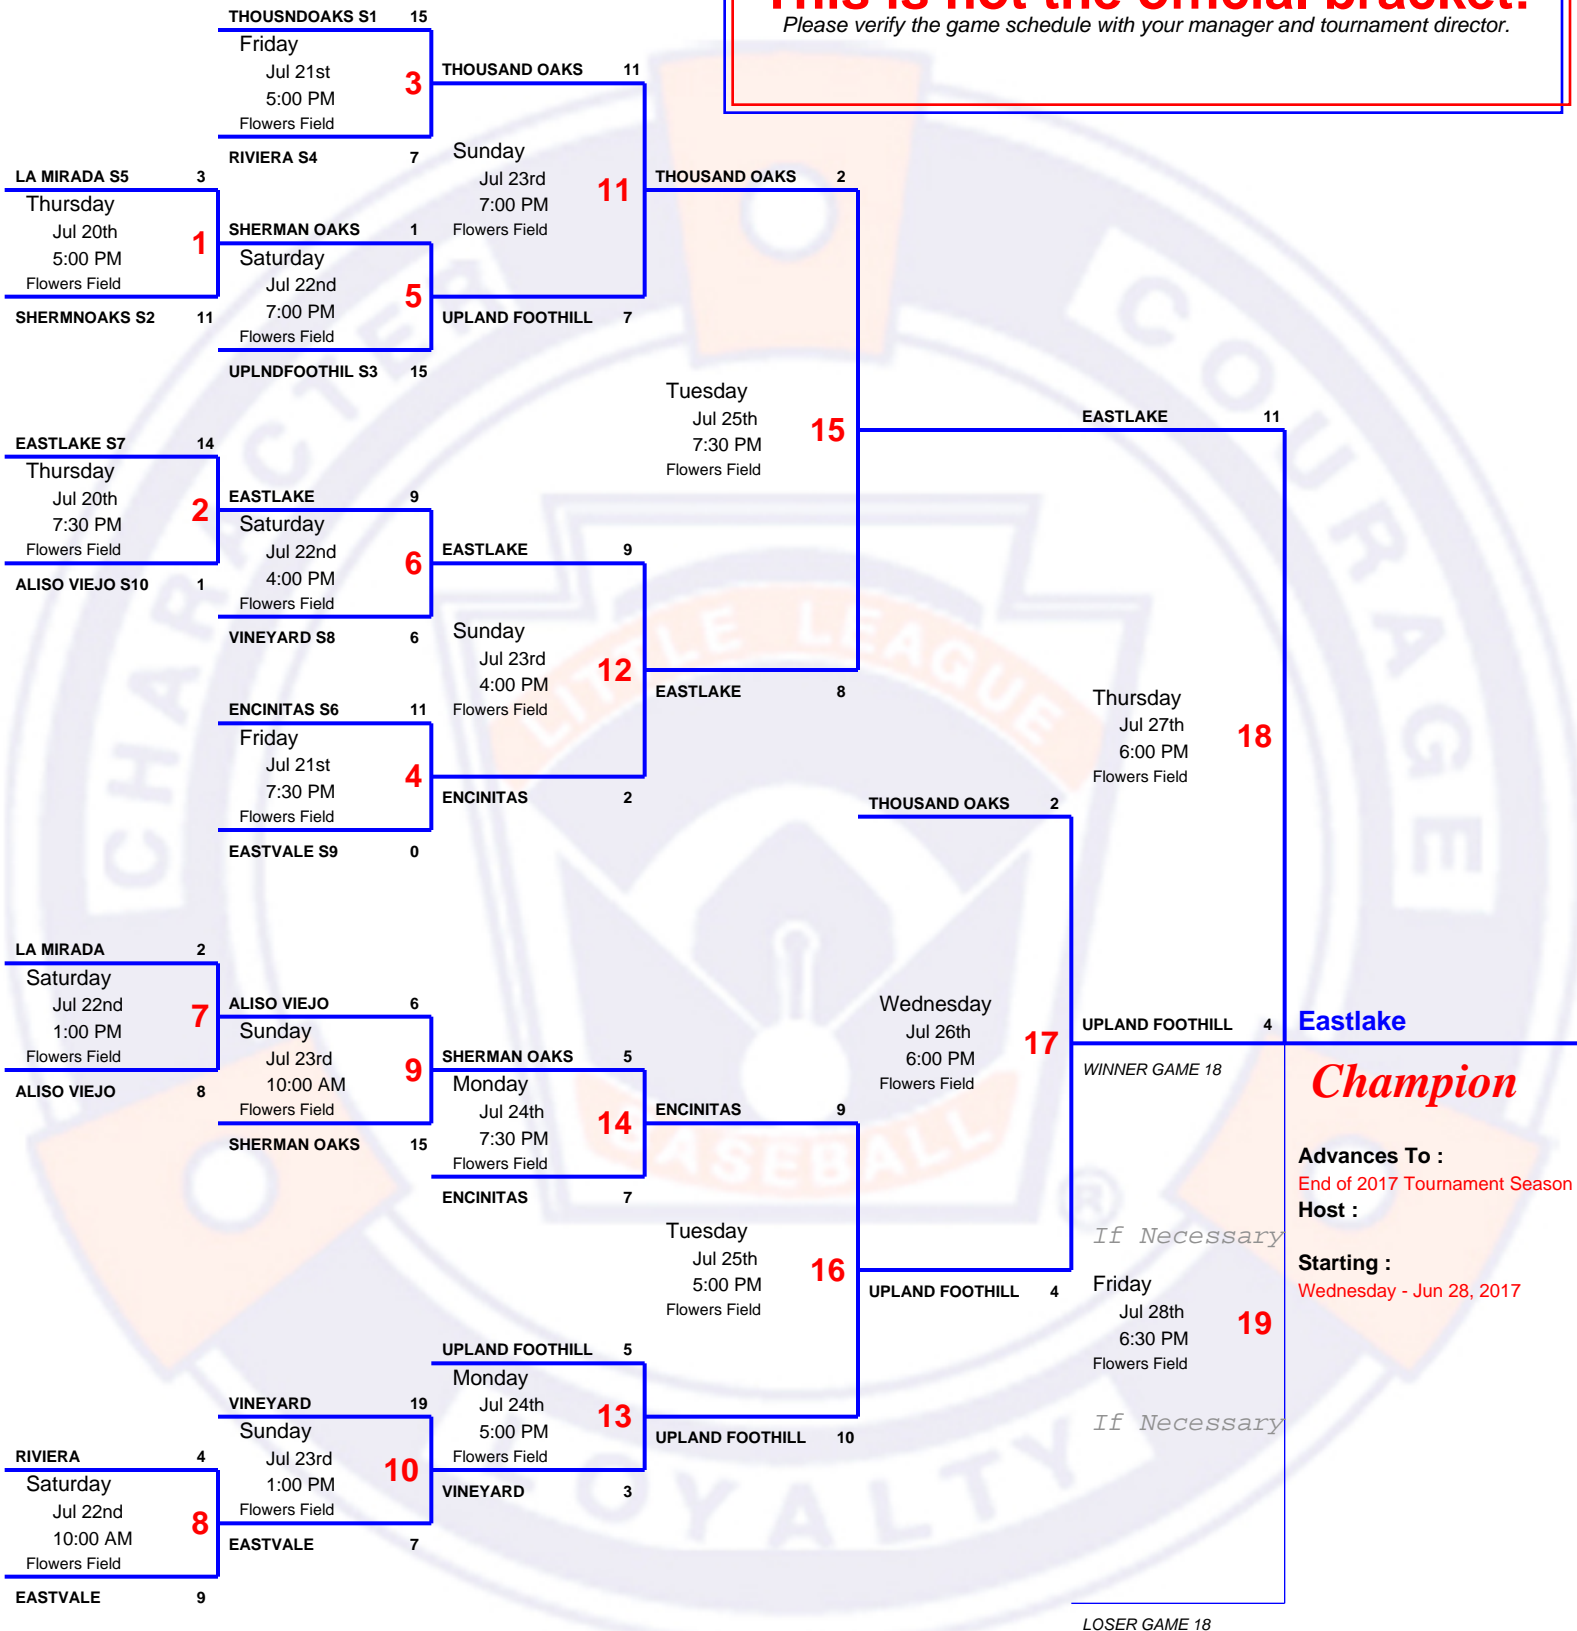 This is not the official bracket!
Please verify the game schedule with your manager and tournament director.
THOUSNDOAKS S1 15
Friday
Jul 21st
5:00 PM
Flowers Field
3
RIVIERA S4 7
THOUSAND OAKS 11
Sunday
Jul 23rd
7:00 PM
Flowers Field
11
LA MIRADA S5 3
Thursday
Jul 20th
5:00 PM
Flowers Field
1
SHERMNOAKS S2 11
SHERMAN OAKS 1
Saturday
Jul 22nd
7:00 PM
Flowers Field
5
UPLNDFOOTHIL S3 15
UPLAND FOOTHILL 7
THOUSAND OAKS 2
Tuesday
Jul 25th
7:30 PM
Flowers Field
15
EASTLAKE S7 14
Thursday
Jul 20th
7:30 PM
Flowers Field
2
ALISO VIEJO S10 1
EASTLAKE 9
Saturday
Jul 22nd
4:00 PM
Flowers Field
6
VINEYARD S8 6
EASTLAKE 9
Sunday
Jul 23rd
4:00 PM
Flowers Field
12
ENCINITAS S6 11
Friday
Jul 21st
7:30 PM
Flowers Field
4
EASTVALE S9 0
ENCINITAS 2
EASTLAKE 8
EASTLAKE 11
Thursday
Jul 27th
6:00 PM
Flowers Field
18
THOUSAND OAKS 2
Wednesday
Jul 26th
6:00 PM
Flowers Field
17
LA MIRADA 2
Saturday
Jul 22nd
1:00 PM
Flowers Field
7
ALISO VIEJO 8
ALISO VIEJO 6
Sunday
Jul 23rd
10:00 AM
Flowers Field
9
SHERMAN OAKS 15
SHERMAN OAKS 5
Monday
Jul 24th
7:30 PM
Flowers Field
14
ENCINITAS 7
ENCINITAS 9
Tuesday
Jul 25th
5:00 PM
Flowers Field
16
UPLAND FOOTHILL 4
UPLAND FOOTHILL 5
Monday
Jul 24th
5:00 PM
Flowers Field
13
VINEYARD 3
UPLAND FOOTHILL 10
VINEYARD 19
Sunday
Jul 23rd
1:00 PM
Flowers Field
10
EASTVALE 7
RIVIERA 4
Saturday
Jul 22nd
10:00 AM
Flowers Field
8
EASTVALE 9
UPLAND FOOTHILL 4
WINNER GAME 18
If Necessary
Friday
Jul 28th
6:30 PM
Flowers Field
19
If Necessary
LOSER GAME 18
Eastlake
Champion
Advances To :
End of 2017 Tournament Season
Host :
Starting :
Wednesday - Jun 28, 2017
CHARACTER
COURAGE
LOYALTY
LITTLE LEAGUE
BASEBALL
®